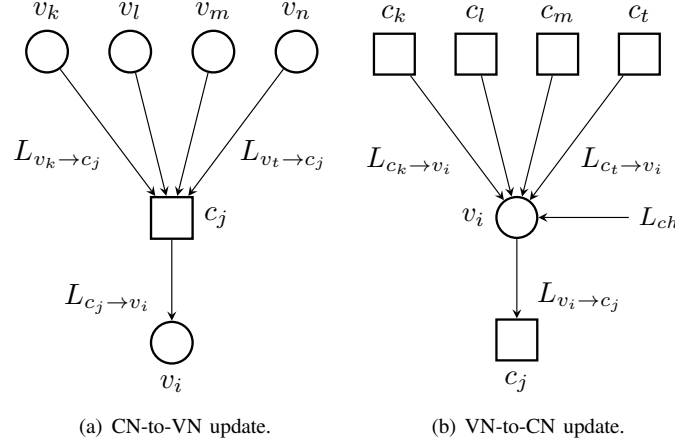 v_k v_l v_m v_n c_k c_l c_m c_t
L_{v_k→c_j} L_{v_t→c_j} L_{c_k→v_i} L_{c_t→v_i}
c_j v_i L_{ch}
L_{c_j→v_i} L_{v_i→c_j}
v_i c_j
(a) CN-to-VN update. (b) VN-to-CN update.